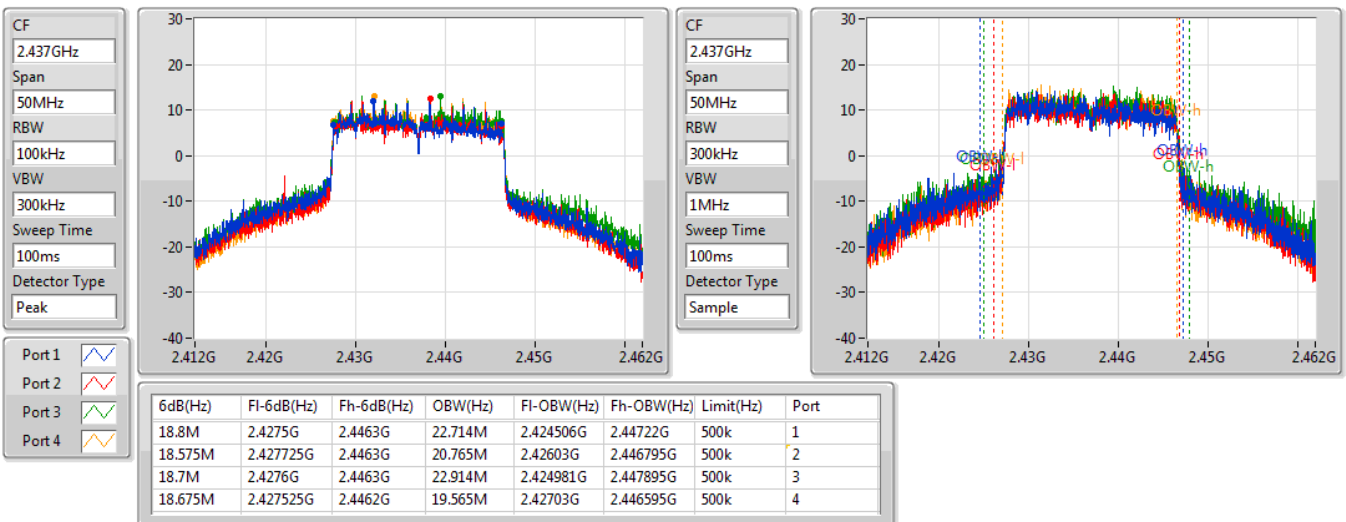 CF
2.437GHz
Span
50MHz
RBW
100kHz
VBW
300kHz
Sweep Time
100ms
Detector Type
Peak
30
20
10
0
-10
-20
-30
-40
2.412G 2.42G 2.43G 2.44G 2.45G 2.462G
CF
2.437GHz
Span
50MHz
RBW
300kHz
VBW
1MHz
Sweep Time
100ms
Detector Type
Sample
30
20
10
0
-10
-20
-30
-40
OBW-h
OBW-h
OBW-h
2.412G 2.42G 2.43G 2.44G 2.45G 2.462G
Port 1
Port 2
Port 3
Port 4
6dB(Hz) Fl-6dB(Hz) Fh-6dB(Hz) OBW(Hz) Fl-OBW(Hz) Fh-OBW(Hz) Limit(Hz) Port
18.8M 2.4275G 2.4463G 22.714M 2.424506G 2.44722G 500k 1
18.575M 2.427725G 2.4463G 20.765M 2.42603G 2.446795G 500k 2
18.7M 2.4276G 2.4463G 22.914M 2.424981G 2.447895G 500k 3
18.675M 2.427525G 2.4462G 19.565M 2.42703G 2.446595G 500k 4